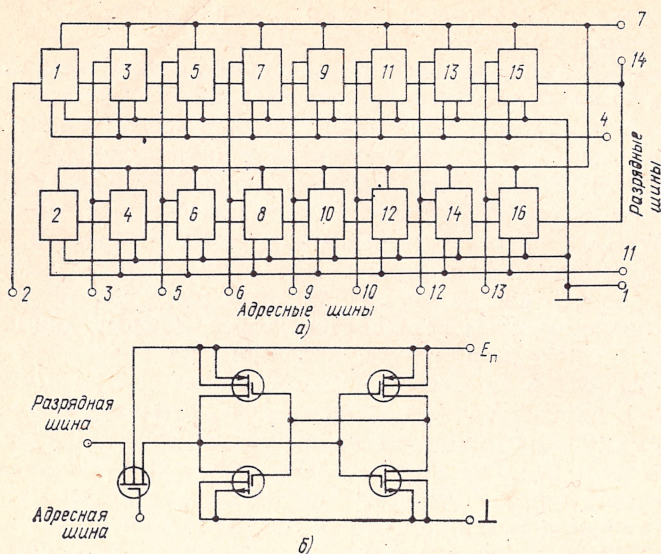 7
14
1 3 5 7 9 11 13 15
4
Разрядные
шины
2 4 6 8 10 12 14 16
11
2 3 5 6 9 10 12 13 1
Адресные шины
а)
Еп
Разрядная
шина
Адресная
шина
б)